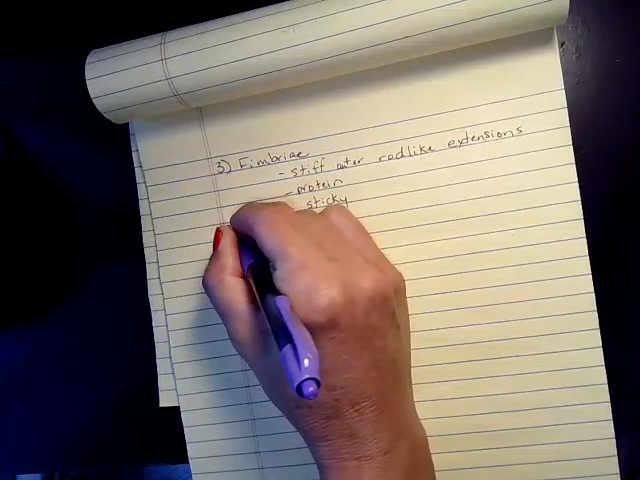 3) Fimbriae
- stiff outer rodlike extensions
- protein
sticky